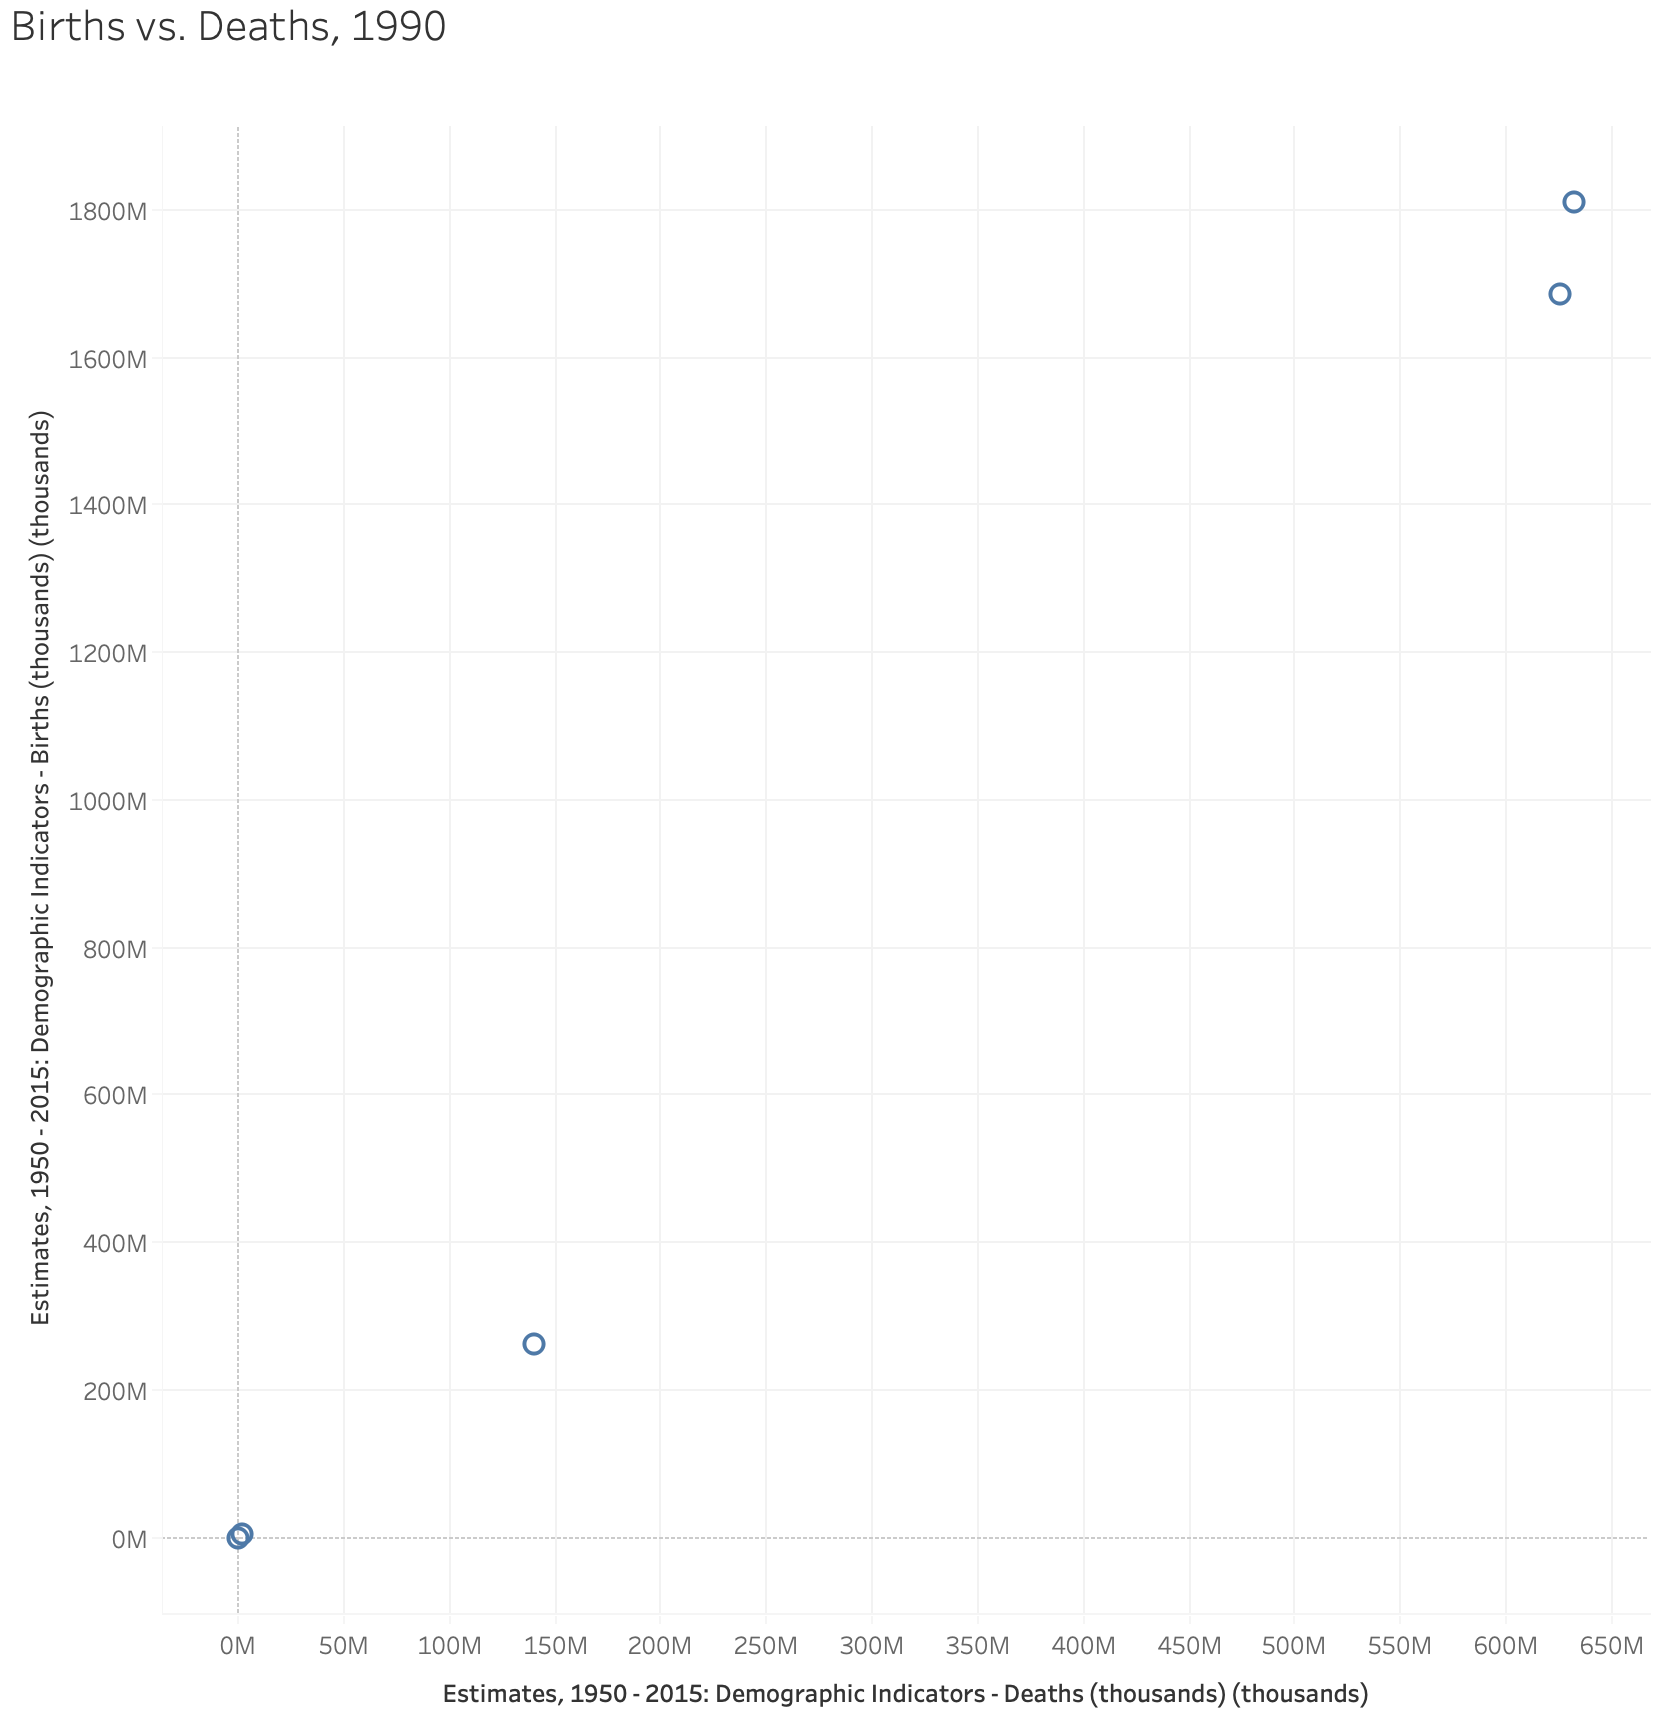 Births vs. Deaths, 1990
1800M
1600M
1400M
1200M
1000M
800M
600M
400M
200M
0M
Estimates, 1950 - 2015: Demographic Indicators - Births (thousands) (thousands)
0M 50M 100M 150M 200M 250M 300M 350M 400M 450M 500M 550M 600M 650M
Estimates, 1950 - 2015: Demographic Indicators - Deaths (thousands) (thousands)